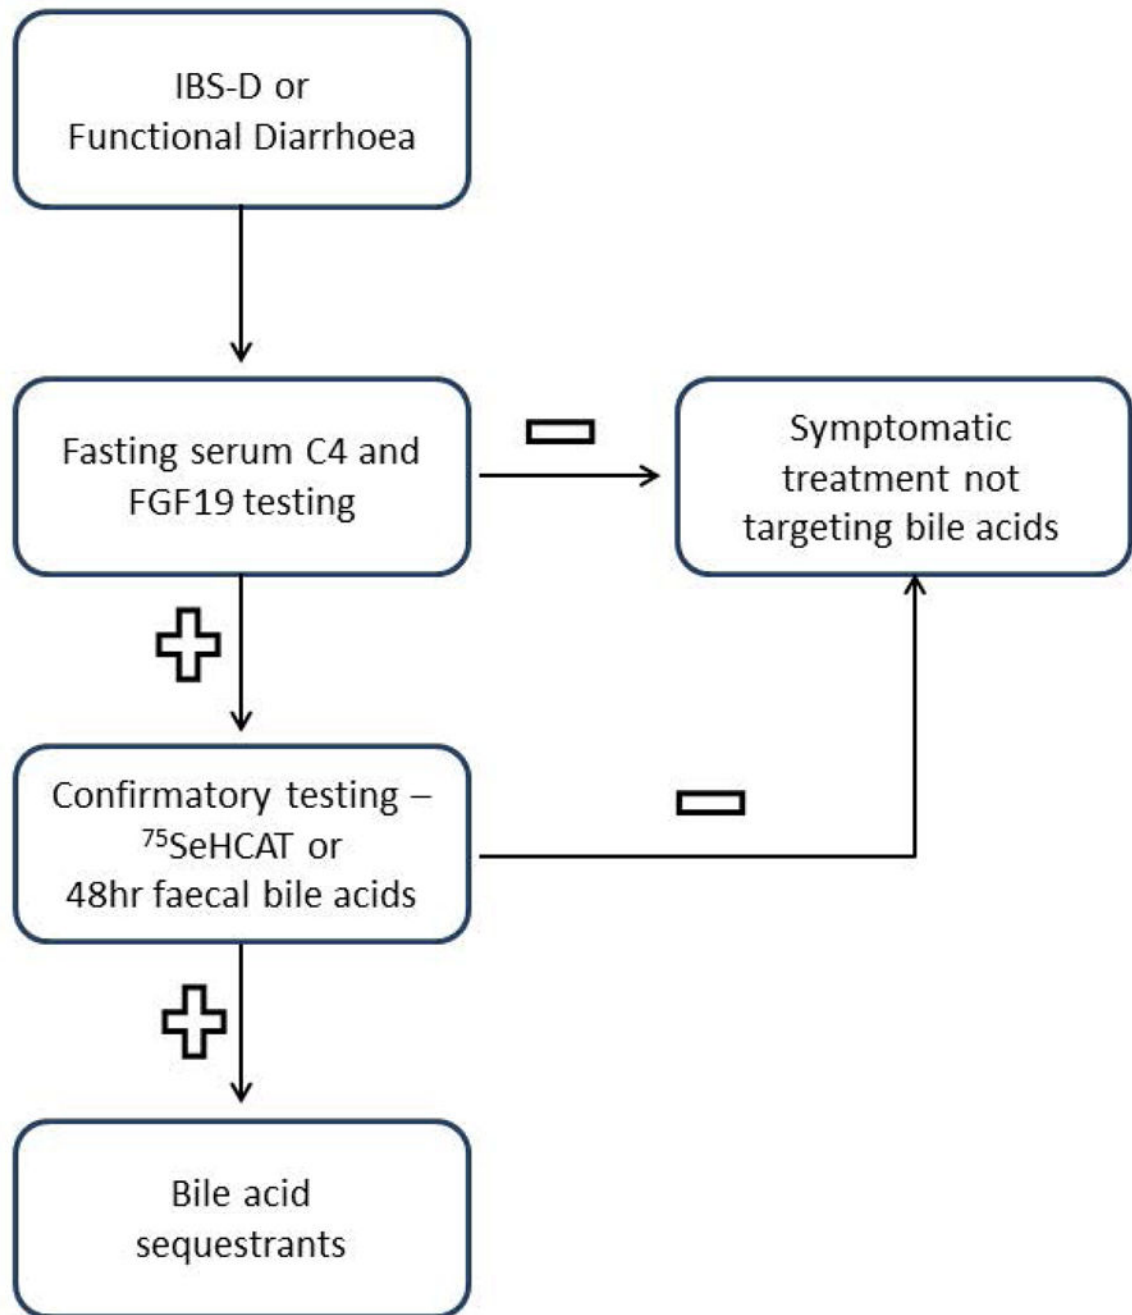 IBS-D or
Functional Diarrhoea
Fasting serum C4 and
FGF19 testing
Symptomatic
treatment not
targeting bile acids
Confirmatory testing –
⁷⁵SeHCAT or
48hr faecal bile acids
Bile acid
sequestrants